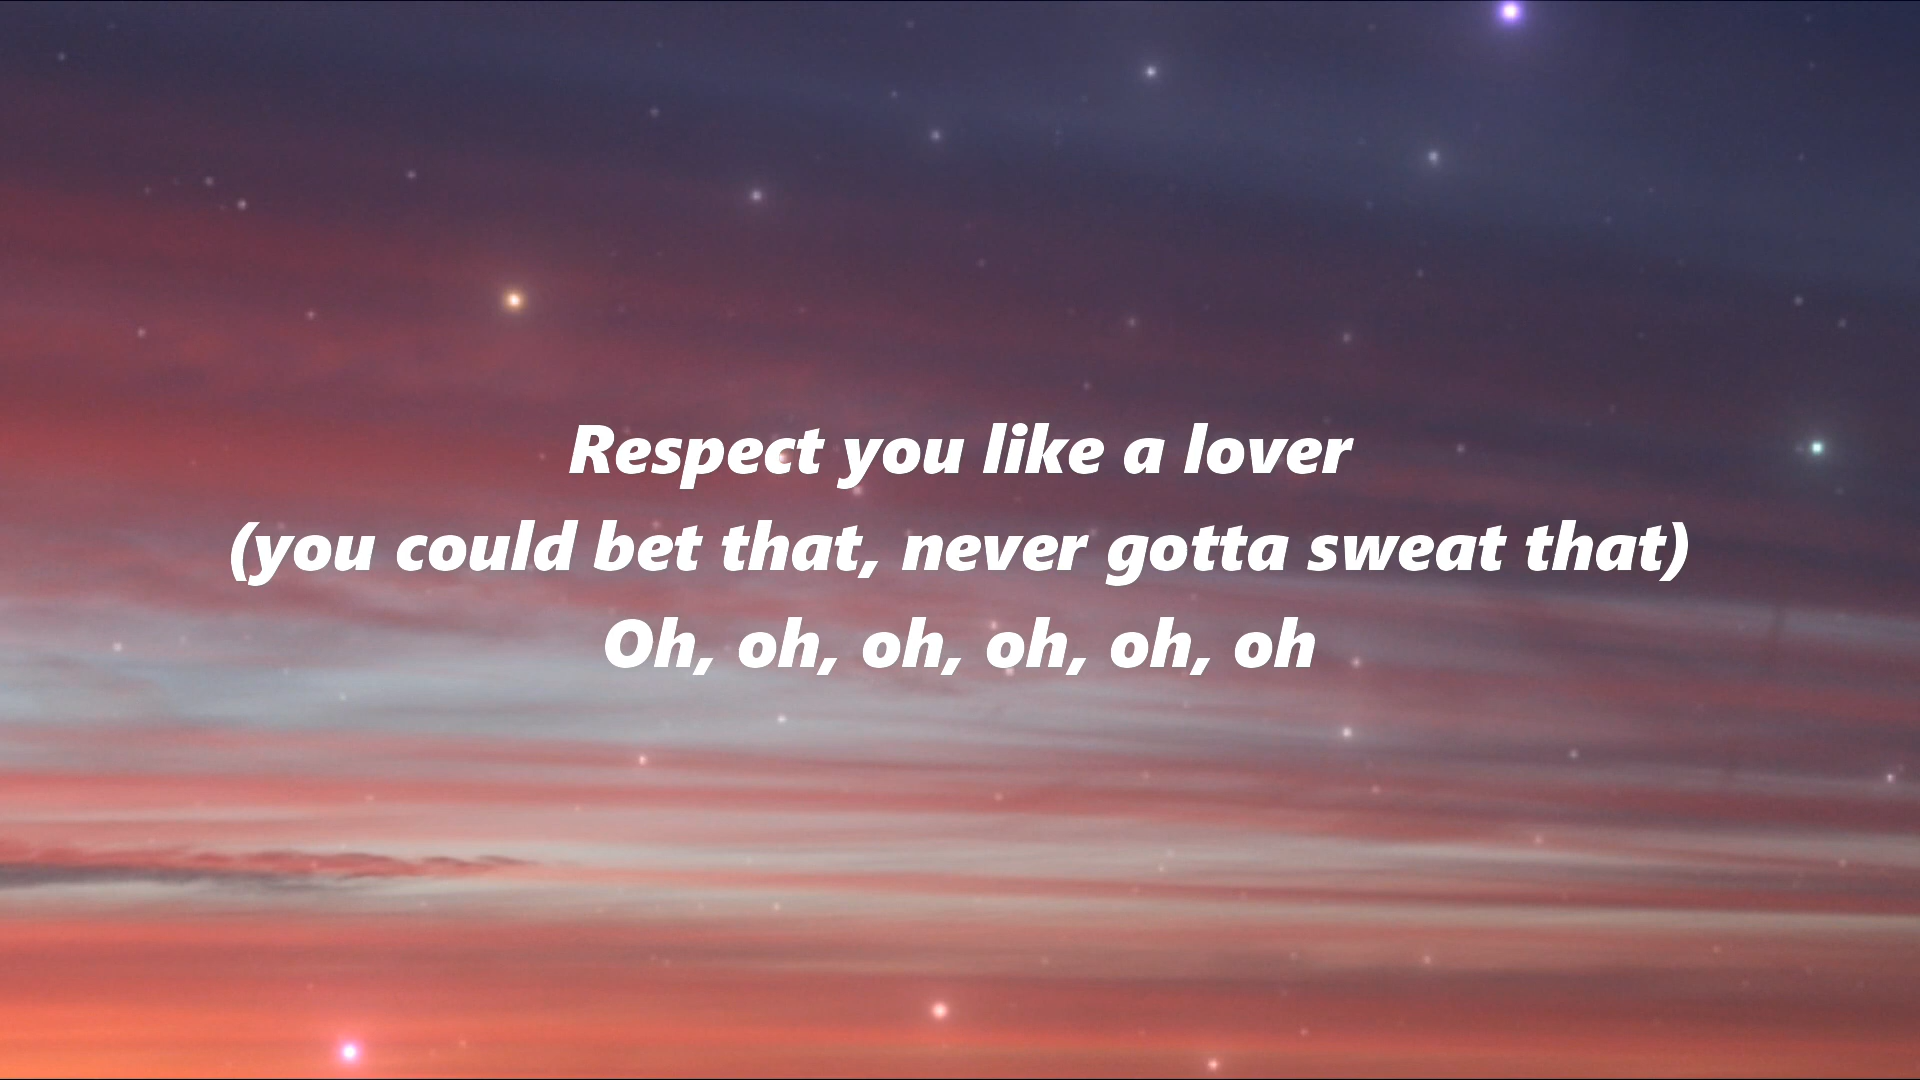 Respect you like a lover
(you could bet that, never gotta sweat that)
Oh, oh, oh, oh, oh, oh